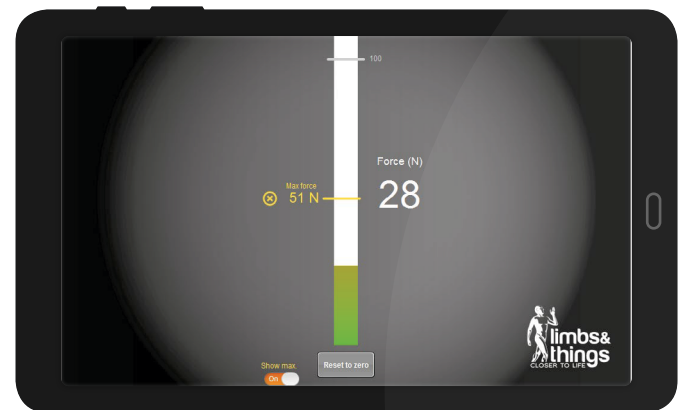 100
Force (N)
28
Max force
51 N
Show max.
On
Reset to zero
limbs&
things
CLOSER TO LIFE